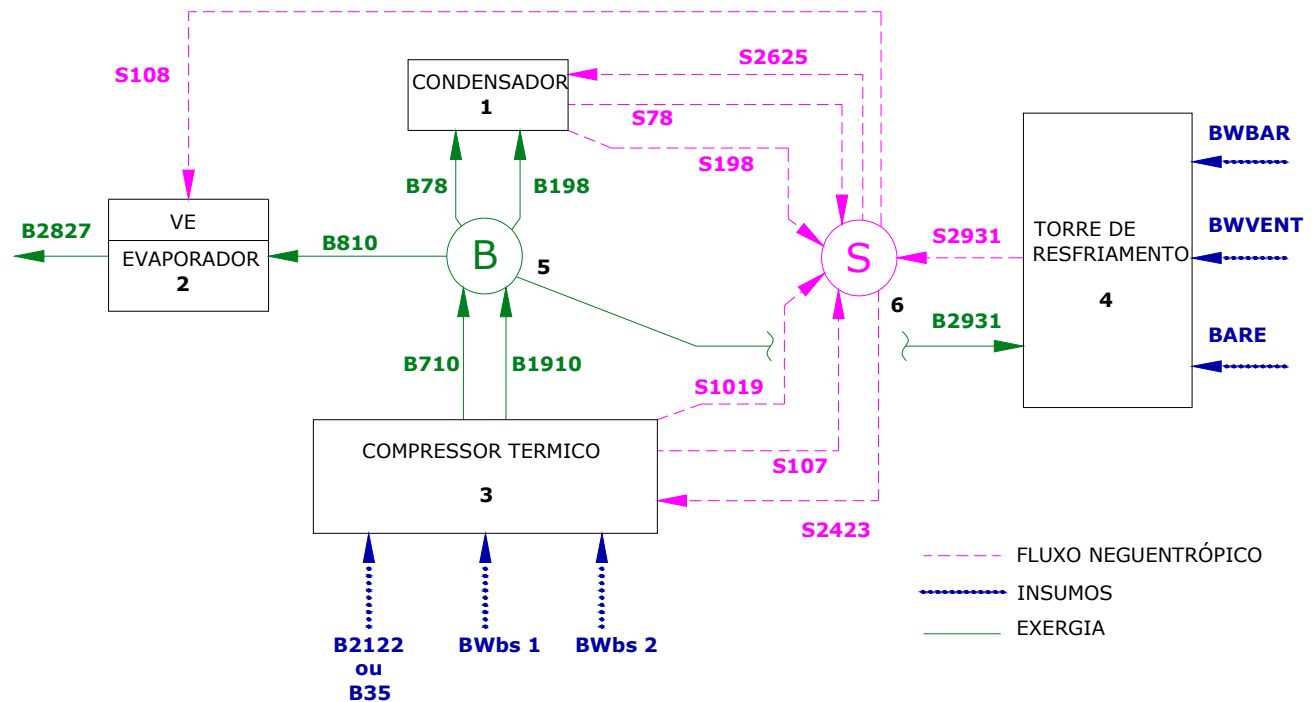 S2625
S108
CONDENSADOR
1
S78
BWBAR
S198
B78
B198
VE
BWVENT
B2827
B810
S2931
TORRE DE
RESFRIAMENTO
EVAPORADOR
2
B
5
S
4
6
B2931
BARE
B710
B1910
S1019
COMPRESSOR TERMICO
3
S107
S2423
FLUXO NEGUENTRÓPICO
INSUMOS
EXERGIA
B2122
ou
B35
BWbs 1
BWbs 2